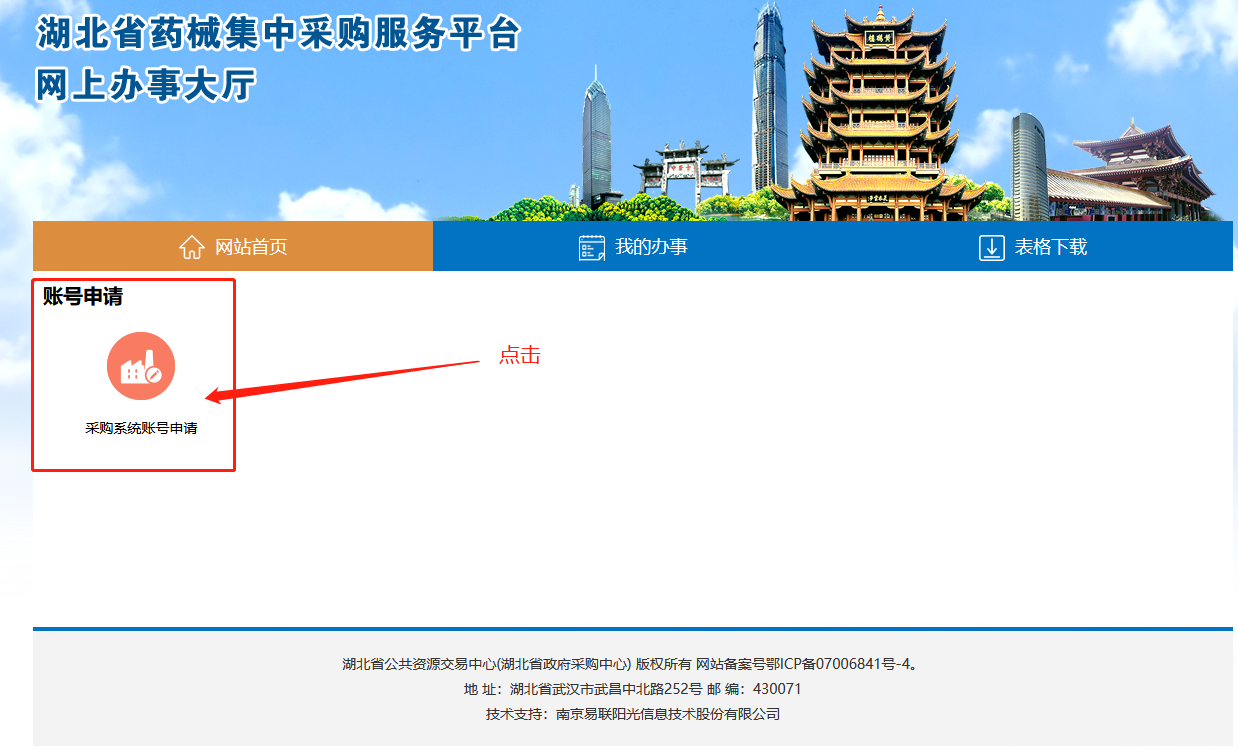 湖北省药械集中采购服务平台
网上办事大厅
网站首页
我的办事
表格下载
账号申请
点击
采购系统账号申请
湖北省公共资源交易中心(湖北省政府采购中心) 版权所有 网站备案号鄂ICP备07006841号-4。
地 址：湖北省武汉市武昌中北路252号 邮 编：430071
技术支持：南京易联阳光信息技术股份有限公司